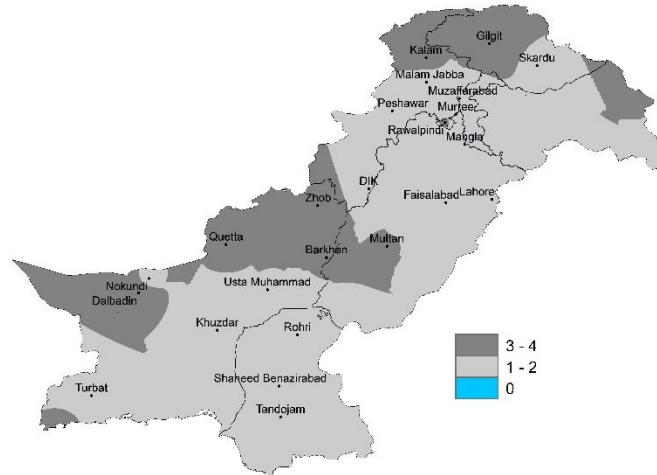 Gilgit
Kalam
Skardu
Malam Jabba
Muzaffarabad
Peshawar
Murree
Rawalpindi
Mangla
DIK
Faisalabad
Lahore
Zhob
Quetta
Multan
Barkhan
Nokundi
Usta Muhammad
Dalbadin
Khuzdar
Rohri
3 - 4
1 - 2
0
Turbat
Shaheed Benazirabad
Tandojam